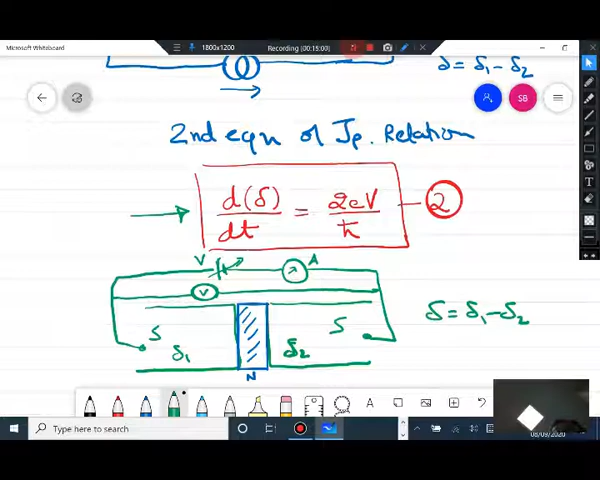 Microsoft Whiteboard
1800x1200
Recording [00:15:00]
δ = δ₁ - δ₂
SB
2nd eqn of Jp. Relation
d(δ)/dt = 2eV/ħ — 2
V
A
V
S
S
δ = δ₁ - δ₂
δ₁
δ₂
N
Type here to search
08/09/2020